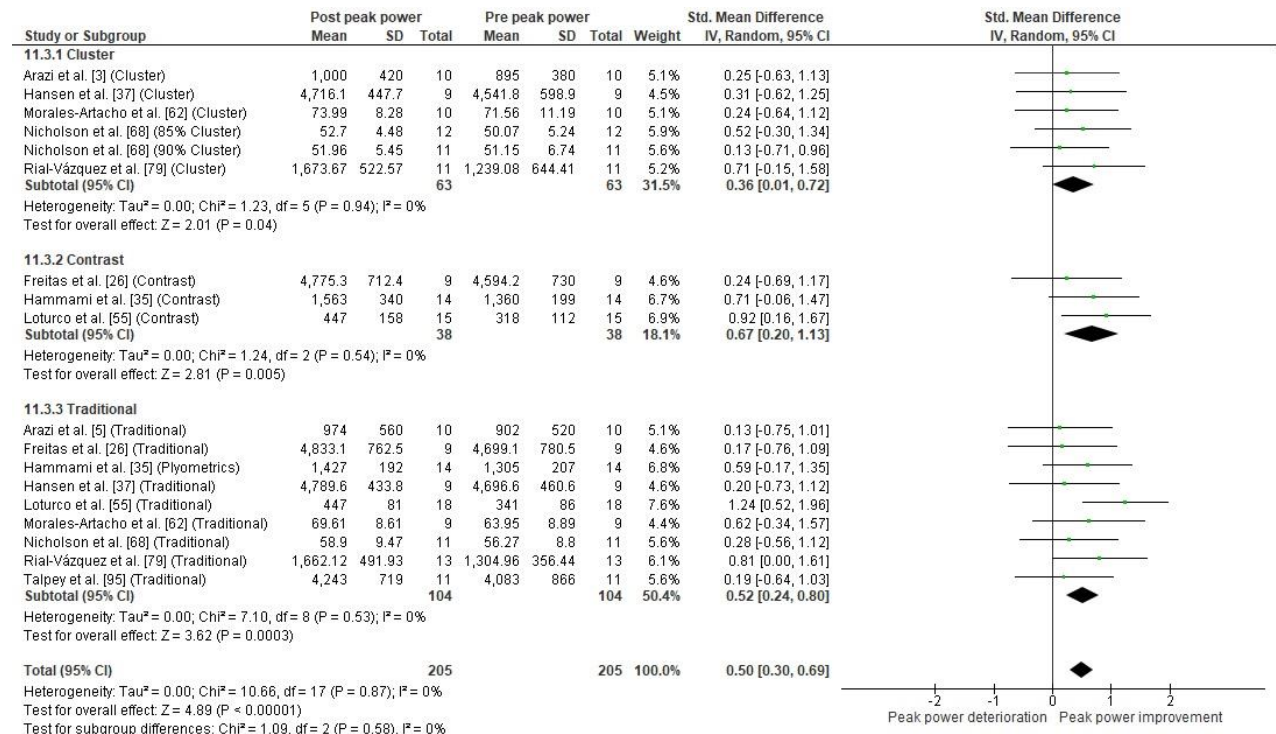 Post peak power Pre peak power Std. Mean Difference Std. Mean Difference
Study or Subgroup Mean SD Total Mean SD Total Weight IV, Random, 95% CI IV, Random, 95% CI
11.3.1 Cluster
Arazi et al. [3] (Cluster) 1,000 420 10 895 380 10 5.1% 0.25 [-0.63, 1.13]
Hansen et al. [37] (Cluster) 4,716.1 447.7 9 4,541.8 598.9 9 4.5% 0.31 [-0.62, 1.25]
Morales-Artacho et al. [62] (Cluster) 73.99 8.28 10 71.56 11.19 10 5.1% 0.24 [-0.64, 1.12]
Nicholson et al. [68] (85% Cluster) 52.7 4.48 12 50.07 5.24 12 5.9% 0.52 [-0.30, 1.34]
Nicholson et al. [68] (90% Cluster) 51.96 5.45 11 51.15 6.74 11 5.6% 0.13 [-0.71, 0.96]
Rial-Vázquez et al. [79] (Cluster) 1,673.67 522.57 11 1,239.08 644.41 11 5.2% 0.71 [-0.15, 1.58]
Subtotal (95% CI) 63 63 31.5% 0.36 [0.01, 0.72]
Heterogeneity: Tau² = 0.00; Chi² = 1.23, df = 5 (P = 0.94); I² = 0%
Test for overall effect: Z = 2.01 (P = 0.04)
11.3.2 Contrast
Freitas et al. [26] (Contrast) 4,775.3 712.4 9 4,594.2 730 9 4.6% 0.24 [-0.69, 1.17]
Hammami et al. [35] (Contrast) 1,563 340 14 1,360 199 14 6.7% 0.71 [-0.06, 1.47]
Loturco et al. [55] (Contrast) 447 158 15 318 112 15 6.9% 0.92 [0.16, 1.67]
Subtotal (95% CI) 38 38 18.1% 0.67 [0.20, 1.13]
Heterogeneity: Tau² = 0.00; Chi² = 1.24, df = 2 (P = 0.54); I² = 0%
Test for overall effect: Z = 2.81 (P = 0.005)
11.3.3 Traditional
Arazi et al. [5] (Traditional) 974 560 10 902 520 10 5.1% 0.13 [-0.75, 1.01]
Freitas et al. [26] (Traditional) 4,833.1 762.5 9 4,699.1 780.5 9 4.6% 0.17 [-0.76, 1.09]
Hammami et al. [35] (Plyometrics) 1,427 192 14 1,305 207 14 6.8% 0.59 [-0.17, 1.35]
Hansen et al. [37] (Traditional) 4,789.6 433.8 9 4,696.6 460.6 9 4.6% 0.20 [-0.73, 1.12]
Loturco et al. [55] (Traditional) 447 81 18 341 86 18 7.6% 1.24 [0.52, 1.96]
Morales-Artacho et al. [62] (Traditional) 69.61 8.61 9 63.95 8.89 9 4.4% 0.62 [-0.34, 1.57]
Nicholson et al. [68] (Traditional) 58.9 9.47 11 56.27 8.8 11 5.6% 0.28 [-0.56, 1.12]
Rial-Vázquez et al. [79] (Traditional) 1,662.12 491.93 13 1,304.96 356.44 13 6.2% 0.81 [0.00, 1.61]
Talpey et al. [95] (Traditional) 4,243 719 11 4,083 866 11 5.6% 0.19 [-0.64, 1.03]
Subtotal (95% CI) 104 104 50.4% 0.52 [0.24, 0.80]
Heterogeneity: Tau² = 0.00; Chi² = 7.10, df = 8 (P = 0.53); I² = 0%
Test for overall effect: Z = 3.62 (P = 0.0003)
Total (95% CI) 205 205 100.0% 0.50 [0.30, 0.69]
Heterogeneity: Tau² = 0.00; Chi² = 10.66, df = 17 (P = 0.87); I² = 0%
Test for overall effect: Z = 4.89 (P < 0.00001)
Test for subgroup differences: Chi² = 1.09, df = 2 (P = 0.58), I² = 0%
-2 -1 0 1 2
Peak power deterioration Peak power improvement